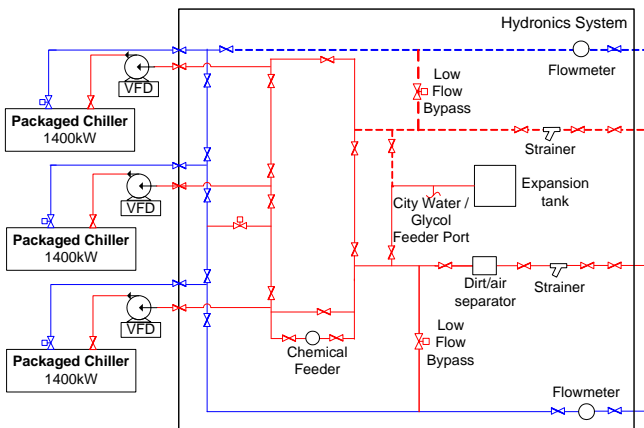 Hydronics System
Flowmeter
Low
Flow
Bypass
VFD
Packaged Chiller
1400kW
Strainer
Expansion
tank
City Water /
Glycol
Feeder Port
VFD
Packaged Chiller
1400kW
Dirt/air
separator
Strainer
VFD
Chemical
Feeder
Low
Flow
Bypass
Packaged Chiller
1400kW
Flowmeter